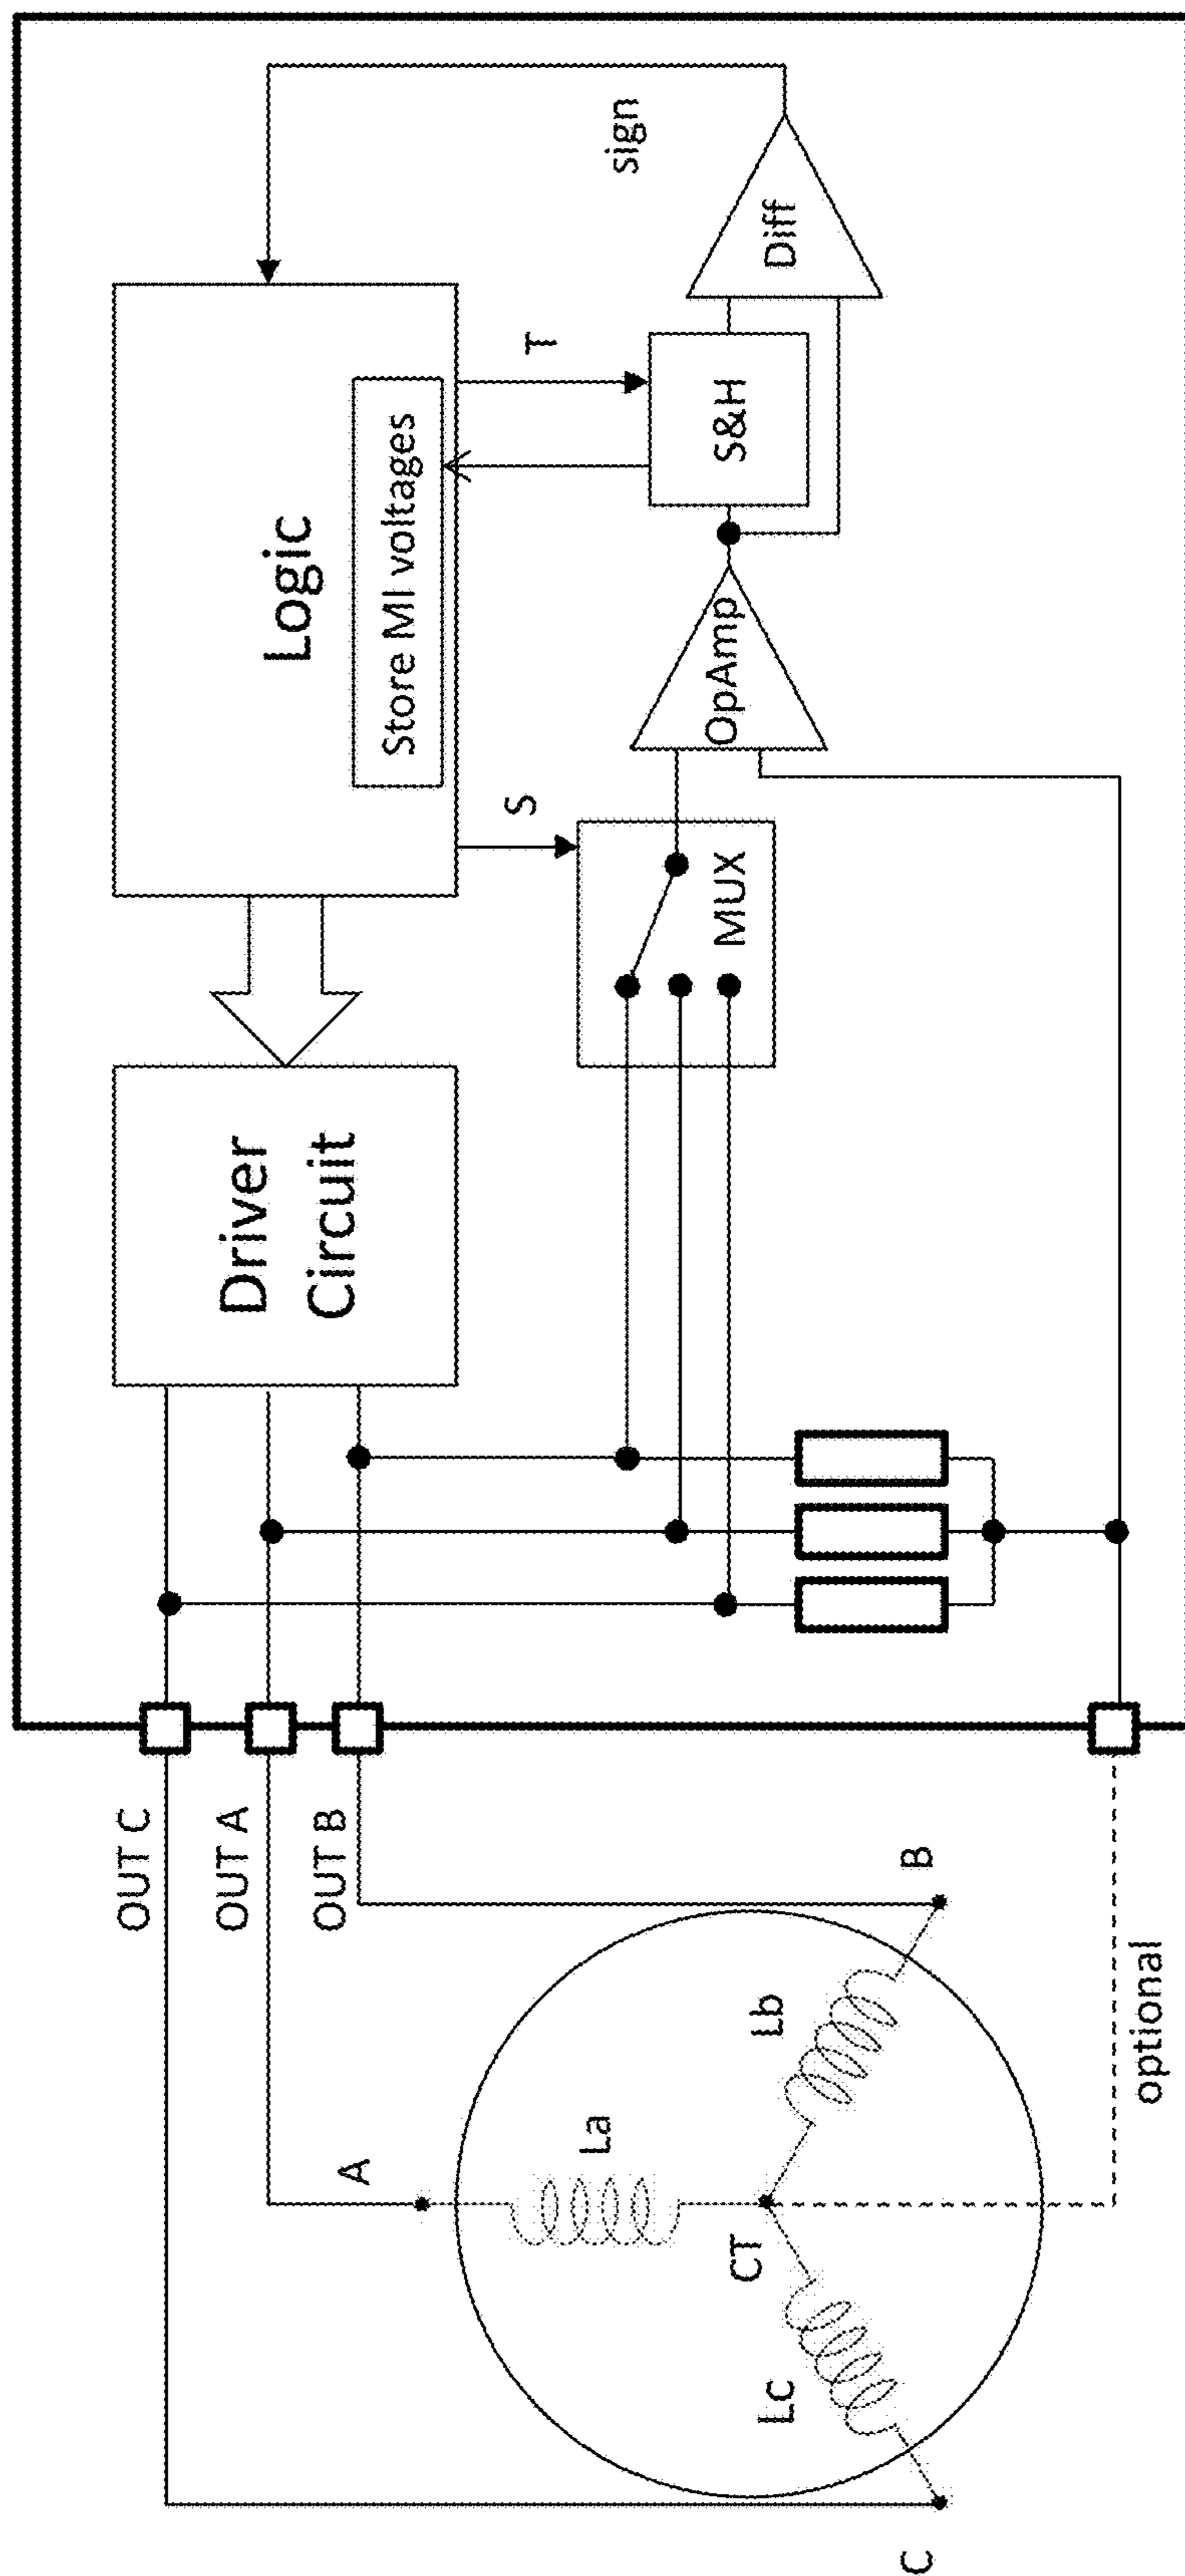 C
OUT C
OUT A
OUT B
A
La
CT
Lb
Lc
B
optional
Driver
Circuit
Logic
Store MI voltages
S
T
MUX
OpAmp
S&H
Diff
sign